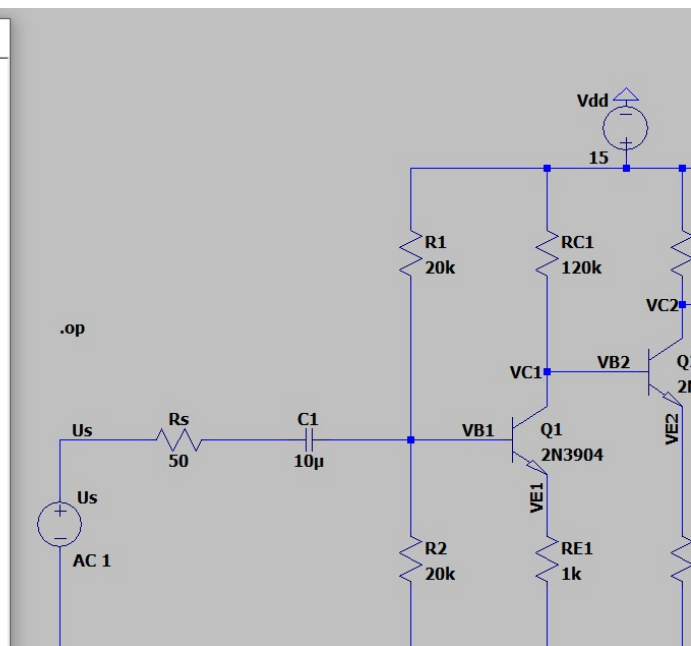 Vdd
15
R1
20k
RC1
120k
VC2
.op
VC1
VB2
Us
Rs
50
C1
10µ
VB1
Q1
2N3904
VE1
VE2
Us
AC 1
R2
20k
RE1
1k